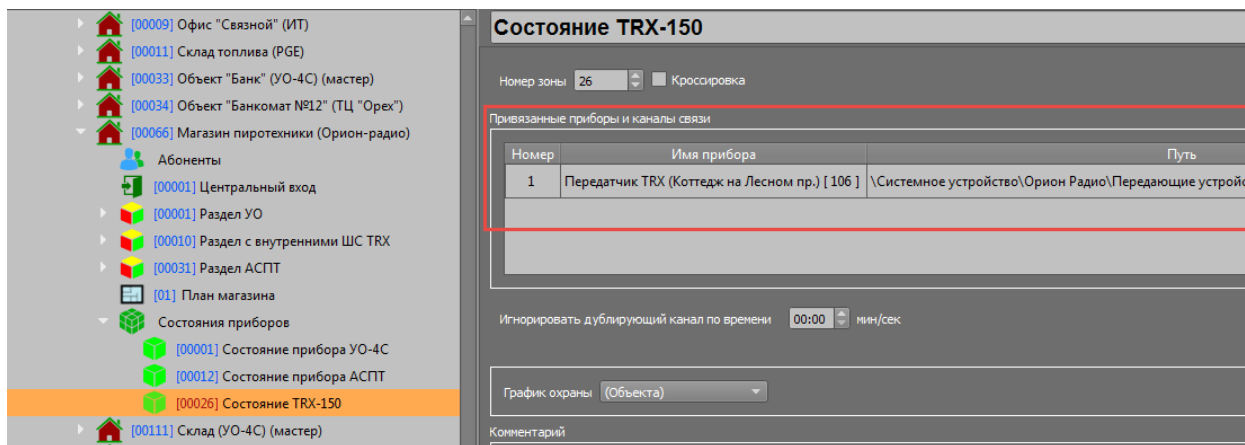 [00009] Офис "Связной" (ИТ)
[00011] Склад топлива (PGE)
[00033] Объект "Банк" (УО-4С) (мастер)
[00034] Объект "Банкомат №12" (ТЦ "Орех")
[00066] Магазин пиротехники (Орион-радио)
Абоненты
[00001] Центральный вход
[00001] Раздел УО
[00010] Раздел с внутренними ШС TRX
[00031] Раздел АСПТ
[01] План магазина
Состояния приборов
[00001] Состояние прибора УО-4С
[00012] Состояние прибора АСПТ
[00026] Состояние TRX-150
[00111] Склад (УО-4С) (мастер)
Состояние TRX-150
Номер зоны 26 Кроссировка
Привязанные приборы и каналы связи
Номер Имя прибора Путь
1 Передатчик TRX (Коттедж на Лесном пр.) [ 106 ] \Системное устройство\Орион Радио\Передающие устройс
Игнорировать дублирующий канал по времени 00:00 мин/сек
График охраны (Объекта)
Комментарий